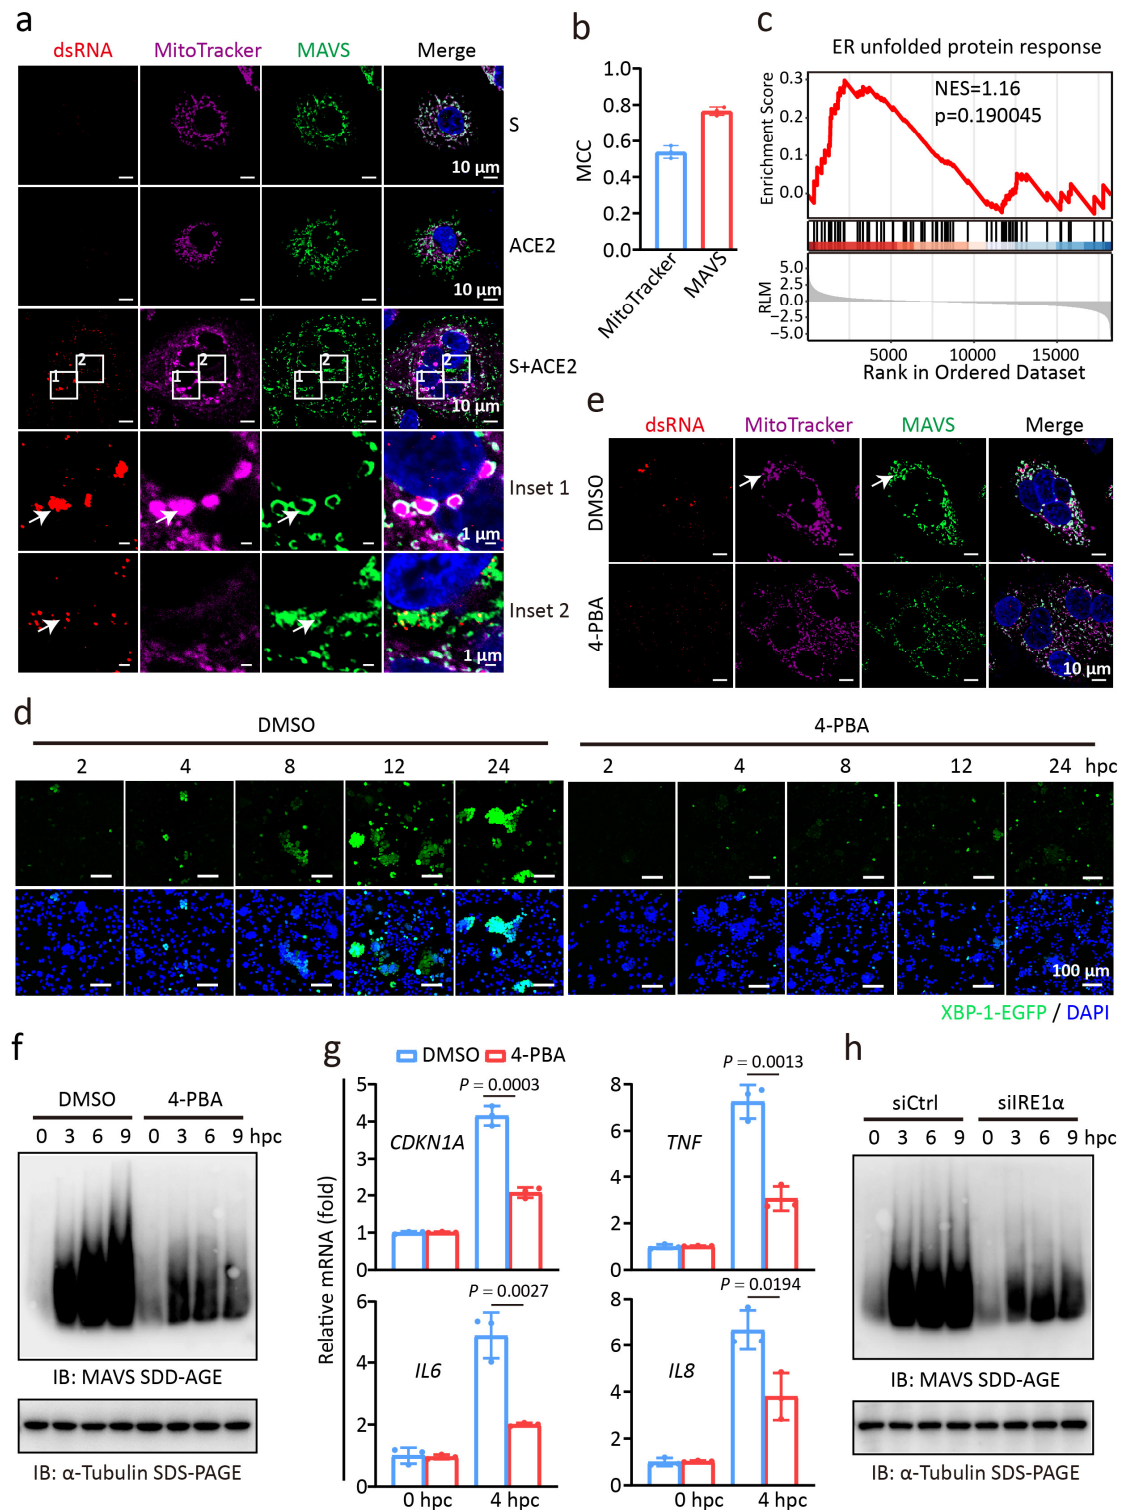 a
dsRNA MitoTracker MAVS Merge
10 µm S
10 µm ACE2
1 2 1 2 1 2 1 2 10 µm S+ACE2
1 µm Inset 1
1 µm Inset 2
b
MCC
1.0
0.8
0.6
0.4
0.2
0.0
MitoTracker MAVS
c
ER unfolded protein response
NES=1.16
p=0.190045
Enrichment Score
0.3
0.2
0.1
0.0
RLM
5.0
2.5
0.0
−2.5
−5.0
5000 10000 15000
Rank in Ordered Dataset
e
dsRNA MitoTracker MAVS Merge
DMSO
4-PBA
10 µm
d
DMSO 4-PBA
2 4 8 12 24 2 4 8 12 24 hpc
100 µm
XBP-1-EGFP / DAPI
f
DMSO 4-PBA
0 3 6 9 0 3 6 9 hpc
IB: MAVS SDD-AGE
IB: α-Tubulin SDS-PAGE
g
DMSO 4-PBA
Relative mRNA (fold)
P = 0.0003
5
4
3
2
1
0
CDKN1A
P = 0.0013
8
6
4
2
0
TNF
P = 0.0027
6
4
2
0
IL6
0 hpc 4 hpc
P = 0.0194
8
6
4
2
0
IL8
0 hpc 4 hpc
h
siCtrl siIRE1α
0 3 6 9 0 3 6 9 hpc
IB: MAVS SDD-AGE
IB: α-Tubulin SDS-PAGE